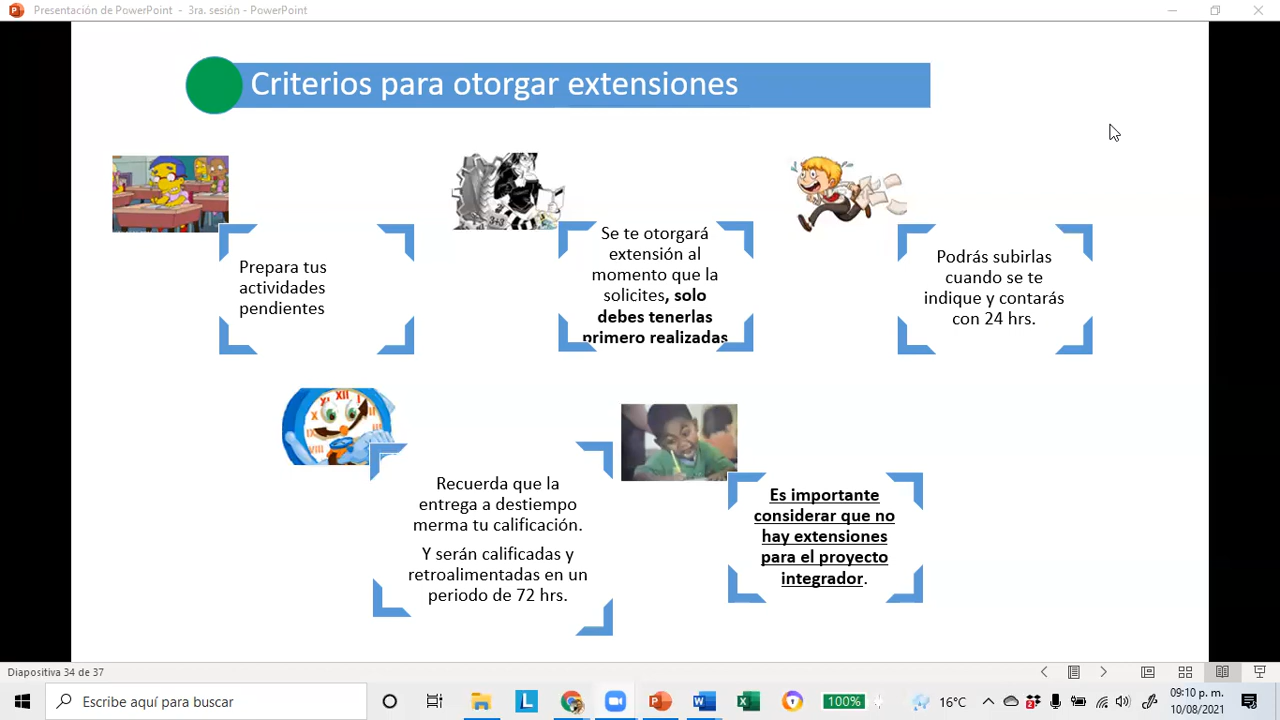 Presentación de PowerPoint - 3ra. sesión - PowerPoint
Criterios para otorgar extensiones
Prepara tus
actividades
pendientes
Se te otorgará
extensión al
momento que la
solicites, solo
debes tenerlas
primero realizadas
3+3
Podrás subirlas
cuando se te
indique y contarás
con 24 hrs.
Recuerda que la
entrega a destiempo
merma tu calificación.
Y serán calificadas y
retroalimentadas en un
periodo de 72 hrs.
Es importante
considerar que no
hay extensiones
para el proyecto
integrador.
Diapositiva 34 de 37
Escribe aquí para buscar
100%
16°C
09:10 p. m.
10/08/2021